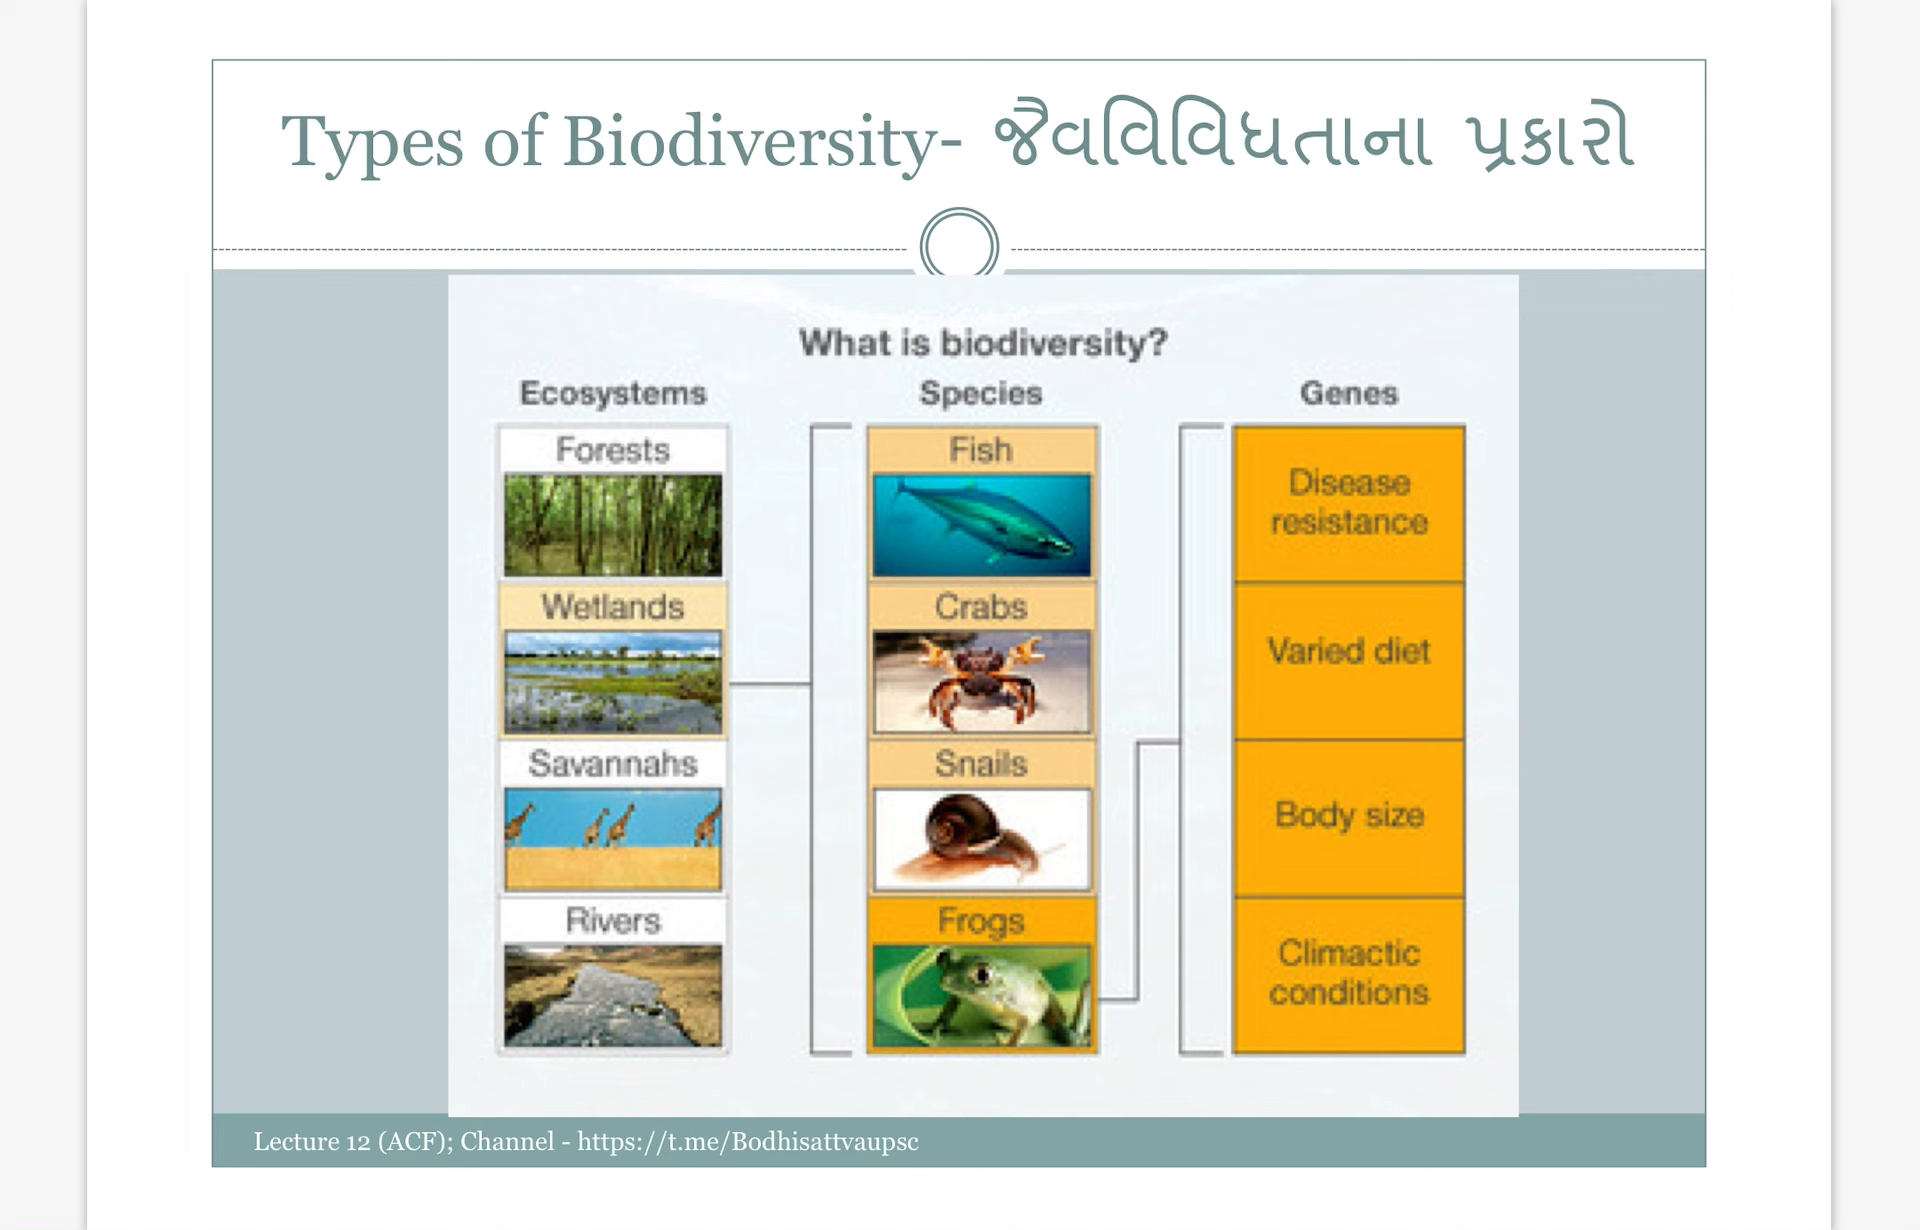 Types of Biodiversity- જૈવવિવિધતાના પ્રકારો
What is biodiversity?
Ecosystems
Species
Genes
Forests
Fish
Disease
resistance
Wetlands
Crabs
Varied diet
Savannahs
Snails
Body size
Rivers
Frogs
Climactic
conditions
Lecture 12 (ACF); Channel - https://t.me/Bodhisattvaupsc